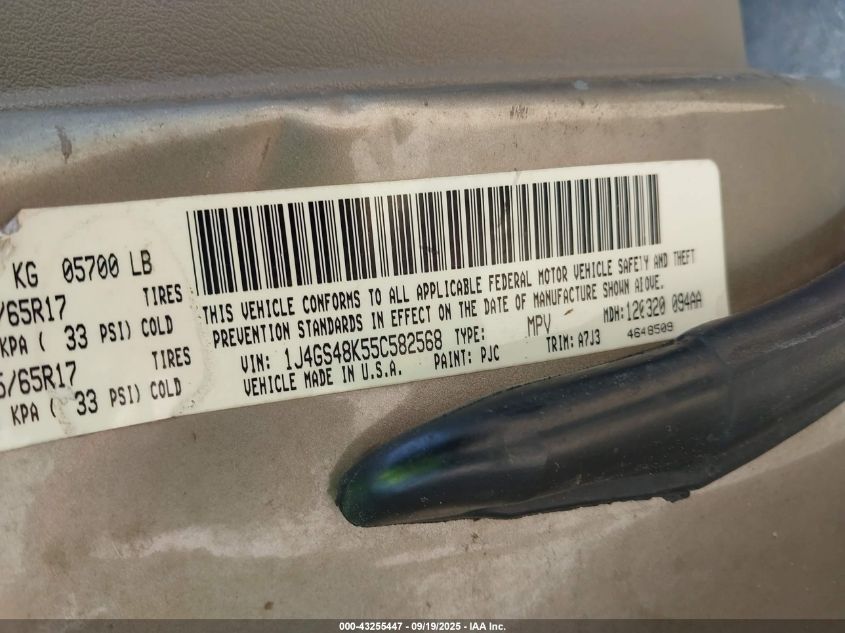 KG 05700 LB
/65R17 TIRES
KPA ( 33 PSI) COLD
5/65R17 TIRES
KPA ( 33 PSI) COLD
THIS VEHICLE CONFORMS TO ALL APPLICABLE FEDERAL MOTOR VEHICLE SAFETY AND THEFT
PREVENTION STANDARDS IN EFFECT ON THE DATE OF MANUFACTURE SHOWN ABOVE.
MDH: 120320 094AA
VIN: 1J4GS48K55C582568 TYPE: MPV
4648509
VEHICLE MADE IN U.S.A. PAINT: PJC TRIM: A7J3
000-43255447 - 09/19/2025 - IAA Inc.